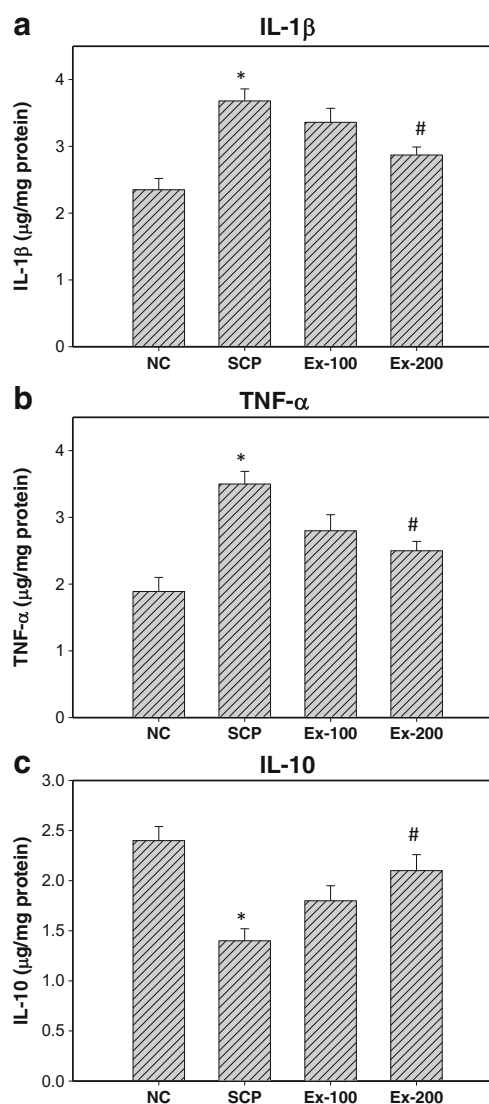 a
IL-1β
IL-1β (μg/mg protein)
4
3
2
1
0
*
#
NC SCP Ex-100 Ex-200
b
TNF-α
TNF-α (μg/mg protein)
4
3
2
1
0
*
#
NC SCP Ex-100 Ex-200
c
IL-10
IL-10 (μg/mg protein)
3.0
2.5
2.0
1.5
1.0
0.5
0.0
*
#
NC SCP Ex-100 Ex-200